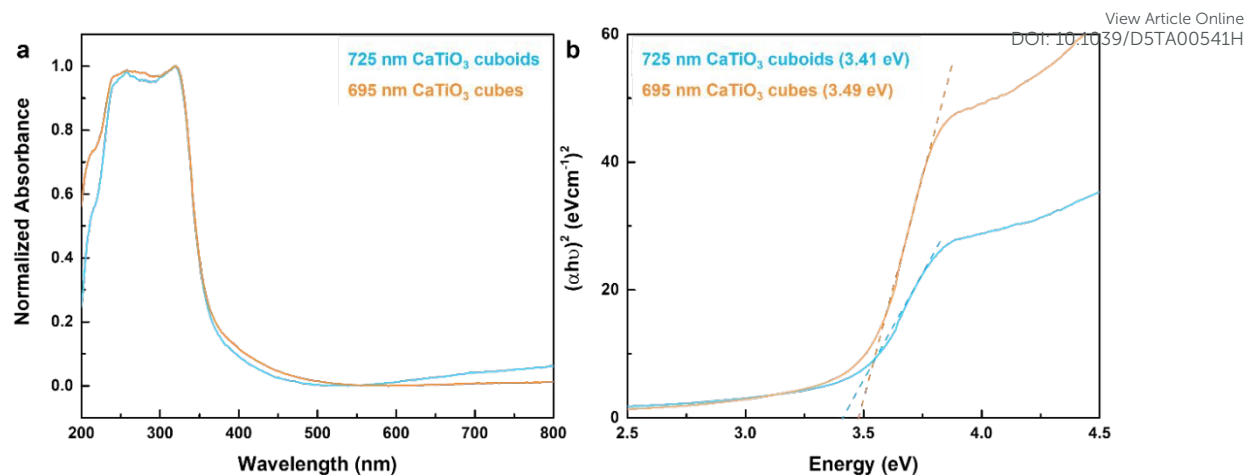 View Article Online
DOI: 10.1039/D5TA00541H
a
725 nm CaTiO₃ cuboids
695 nm CaTiO₃ cubes
Normalized Absorbance
1.0
0.8
0.6
0.4
0.2
0.0
200 300 400 500 600 700 800
Wavelength (nm)
b
725 nm CaTiO₃ cuboids (3.41 eV)
695 nm CaTiO₃ cubes (3.49 eV)
(αhυ)² (eVcm⁻¹)²
60
40
20
0
2.5 3.0 3.5 4.0 4.5
Energy (eV)